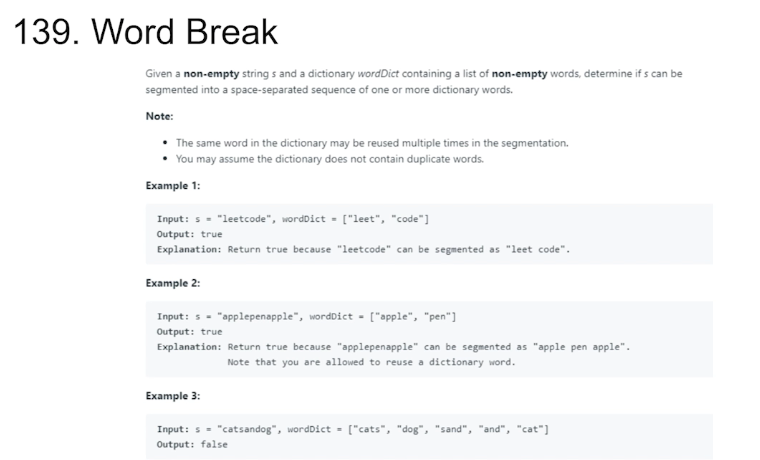 139. Word Break
Given a non-empty string s and a dictionary wordDict containing a list of non-empty words, determine if s can be
segmented into a space-separated sequence of one or more dictionary words.
Note:
• The same word in the dictionary may be reused multiple times in the segmentation.
• You may assume the dictionary does not contain duplicate words.
Example 1:
Input: s = "leetcode", wordDict = ["leet", "code"]
Output: true
Explanation: Return true because "leetcode" can be segmented as "leet code".
Example 2:
Input: s = "applepenapple", wordDict = ["apple", "pen"]
Output: true
Explanation: Return true because "applepenapple" can be segmented as "apple pen apple".
Note that you are allowed to reuse a dictionary word.
Example 3:
Input: s = "catsandog", wordDict = ["cats", "dog", "sand", "and", "cat"]
Output: false